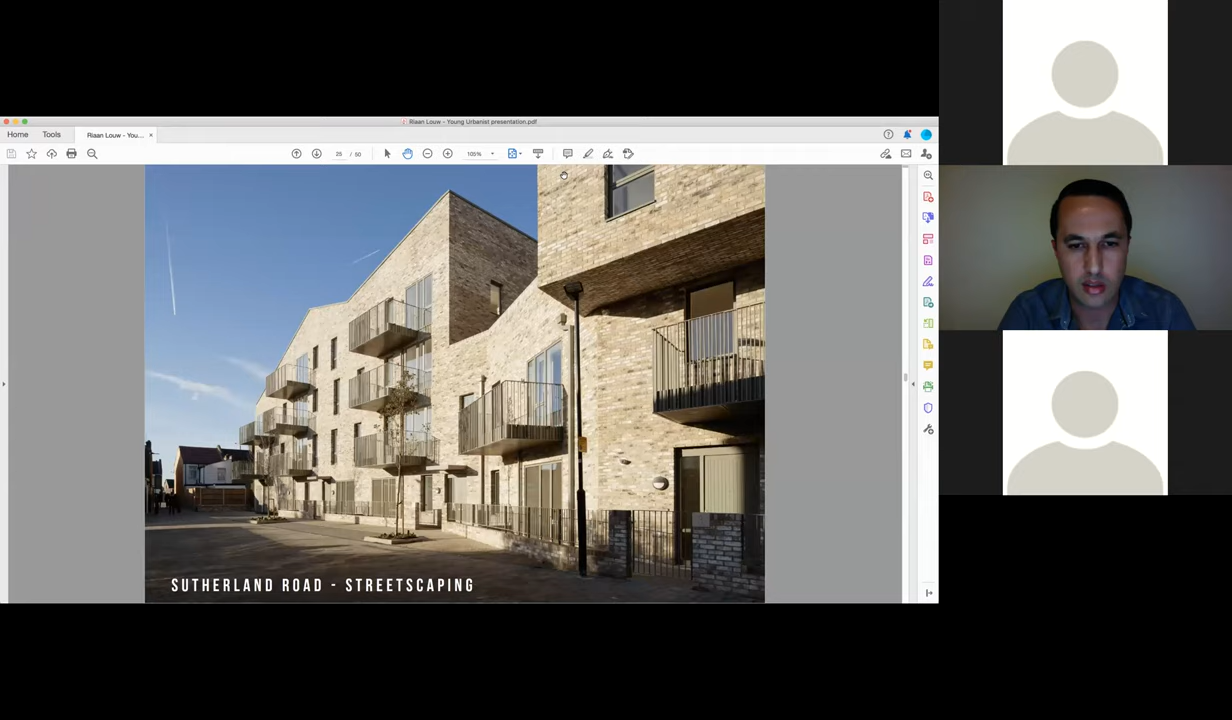 Riaan Louw - Young Urbanist presentation.pdf
Home
Tools
Riaan Louw - You...
25 / 50
105%
SUTHERLAND ROAD - STREETSCAPING